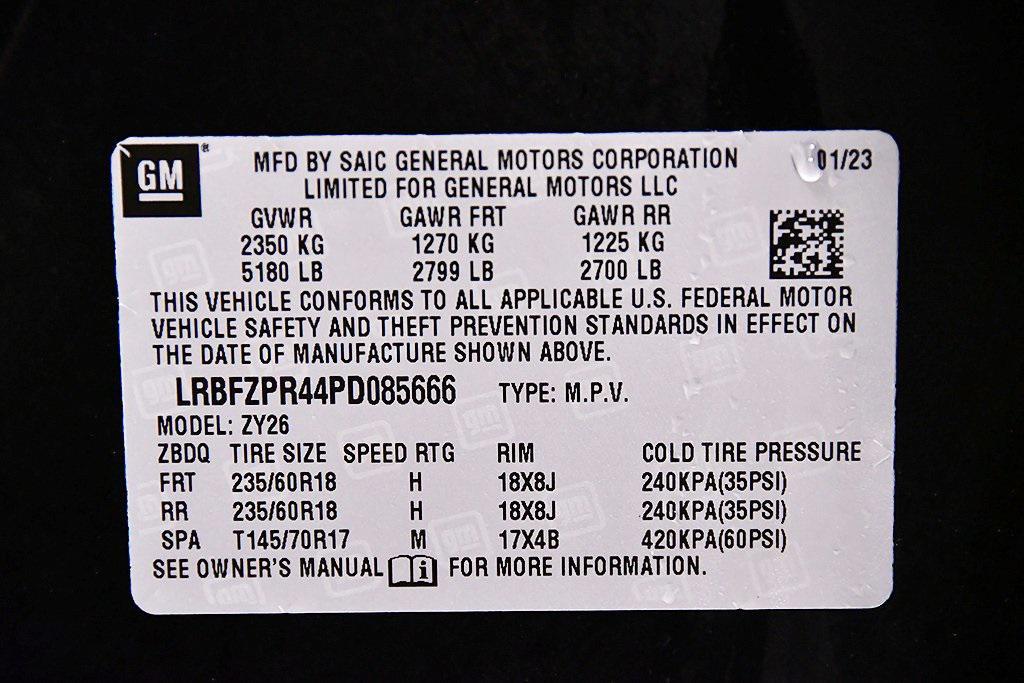 GM®
MFD BY SAIC GENERAL MOTORS CORPORATION 01/23
LIMITED FOR GENERAL MOTORS LLC
GVWR GAWR FRT GAWR RR
2350 KG 1270 KG 1225 KG
5180 LB 2799 LB 2700 LB
THIS VEHICLE CONFORMS TO ALL APPLICABLE U.S. FEDERAL MOTOR
VEHICLE SAFETY AND THEFT PREVENTION STANDARDS IN EFFECT ON
THE DATE OF MANUFACTURE SHOWN ABOVE.
LRBFZPR44PD085666 TYPE: M.P.V.
MODEL: ZY26
ZBDQ TIRE SIZE SPEED RTG RIM COLD TIRE PRESSURE
FRT 235/60R18 H 18X8J 240KPA(35PSI)
RR 235/60R18 H 18X8J 240KPA(35PSI)
SPA T145/70R17 M 17X4B 420KPA(60PSI)
SEE OWNER'S MANUAL i FOR MORE INFORMATION.